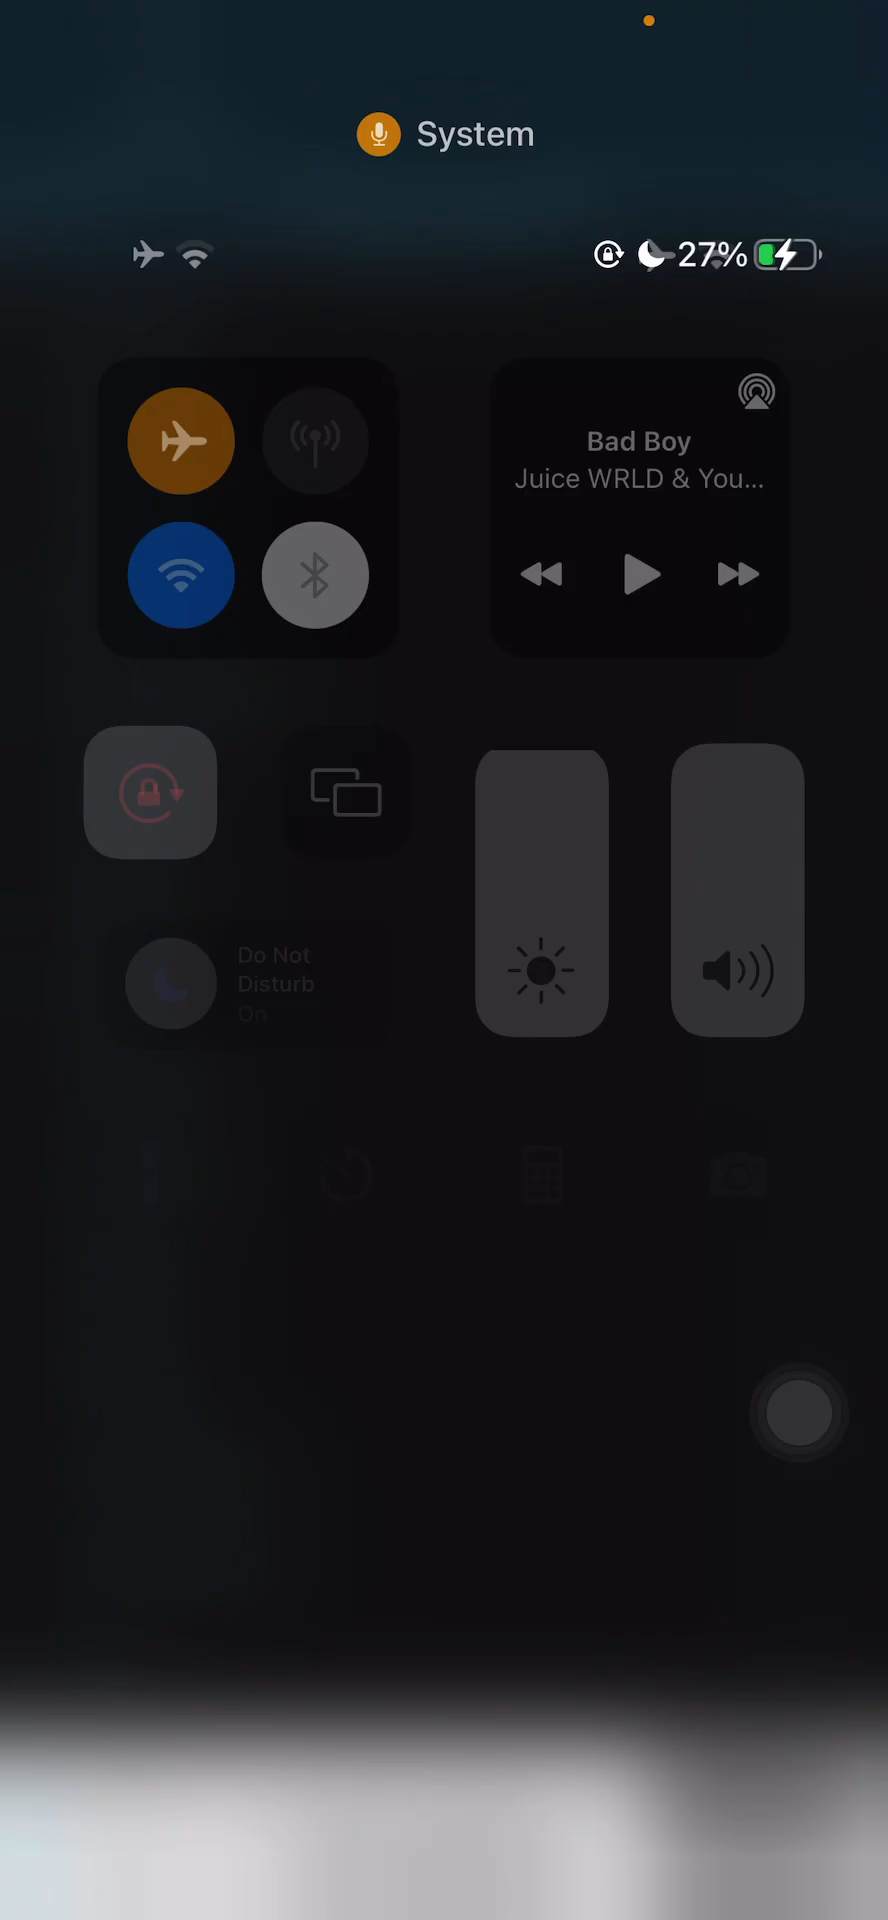 System
27%
Bad Boy
Juice WRLD & You...
Do Not
Disturb
On